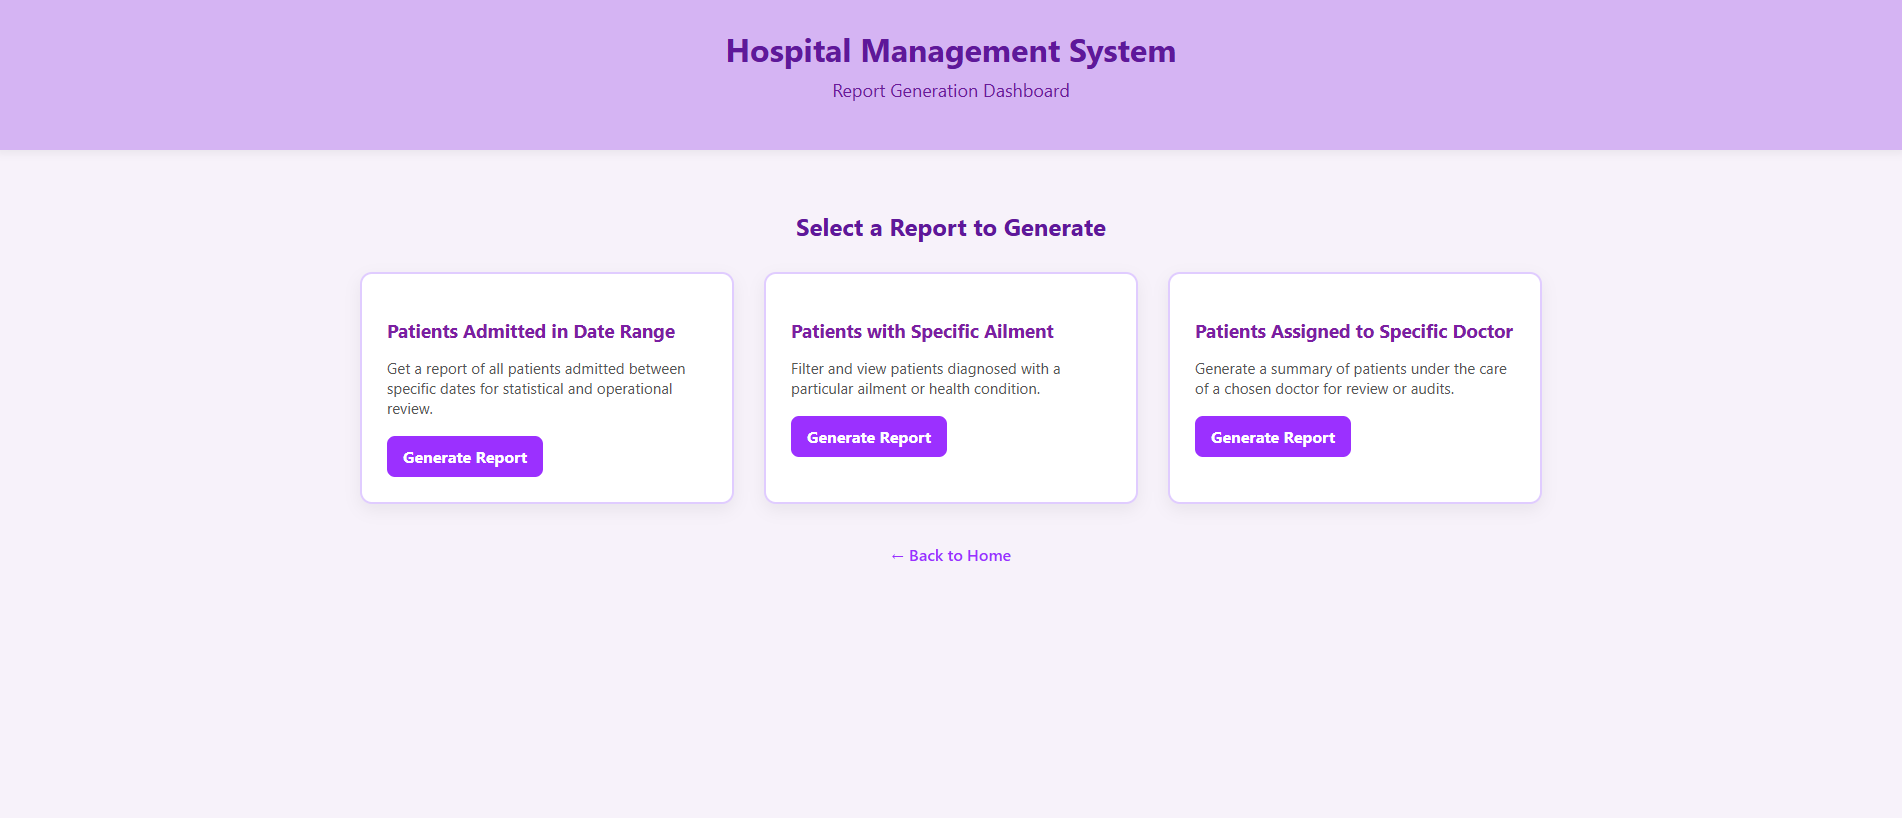 Hospital Management System
Report Generation Dashboard
Select a Report to Generate
Patients Admitted in Date Range
Get a report of all patients admitted between
specific dates for statistical and operational
review.
Generate Report
Patients with Specific Ailment
Filter and view patients diagnosed with a
particular ailment or health condition.
Generate Report
Patients Assigned to Specific Doctor
Generate a summary of patients under the care
of a chosen doctor for review or audits.
Generate Report
← Back to Home